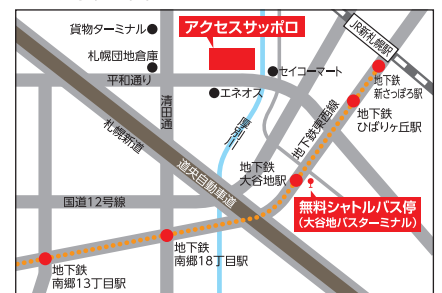 貨物ターミナル
アクセスサッポロ
JR新札幌駅
札幌団地倉庫
平和通り
セイコーマート
地下鉄
新さっぽろ駅
エネオス
清田通
厚別川
地下鉄東西線
地下鉄
ひばりヶ丘駅
札幌新道
道央自動車道
地下鉄
大谷地駅
国道12号線
無料シャトルバス停
(大谷地バスターミナル)
地下鉄
南郷18丁目駅
地下鉄
南郷13丁目駅